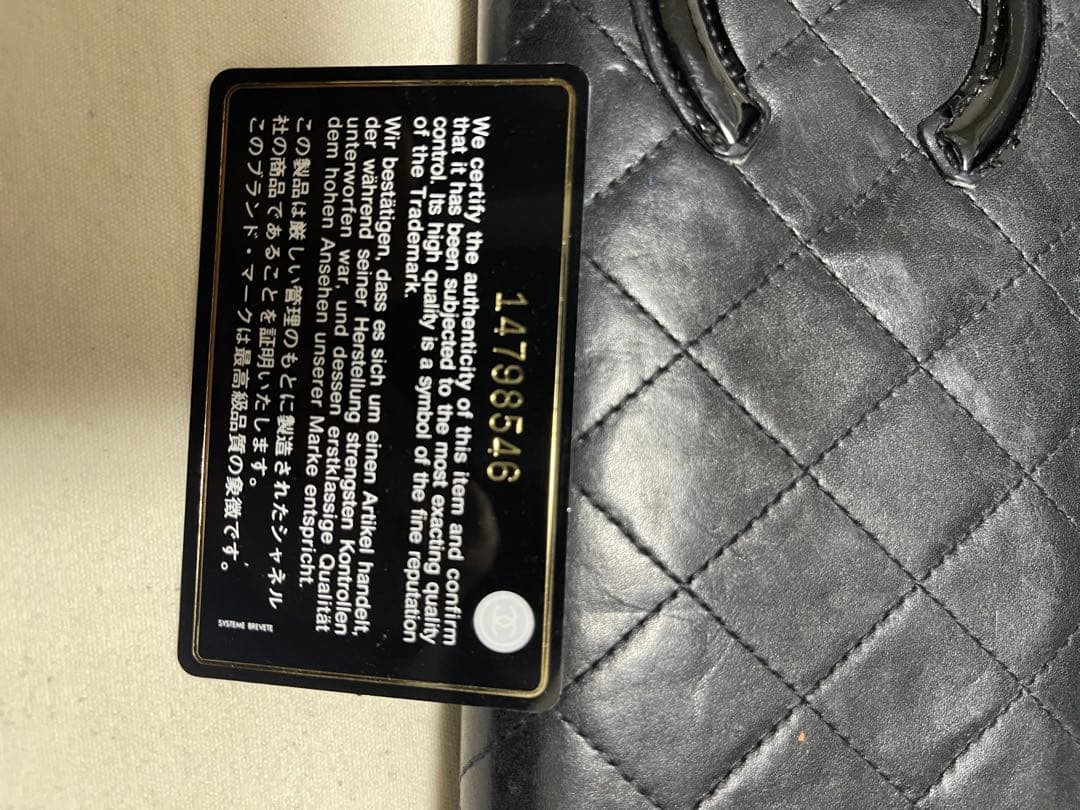 14798546
We certify the authenticity of this item and confirm
that it has been subjected to the most exacting quality
control. Its high quality is a symbol of the fine reputation
of the Trademark.
Wir bestätigen, dass es sich um einen Artikel handelt,
der während seiner Herstellung strengsten Kontrollen
unterworfen war, und dessen erstklassige Qualität
dem hohen Ansehen unserer Marke entspricht.
この製品は厳しい管理のもとに製造されたシャネル
社の商品であることを証明いたします。
このブランド・マークは最高級品質の象徴です。
SYSTEME BREVETE